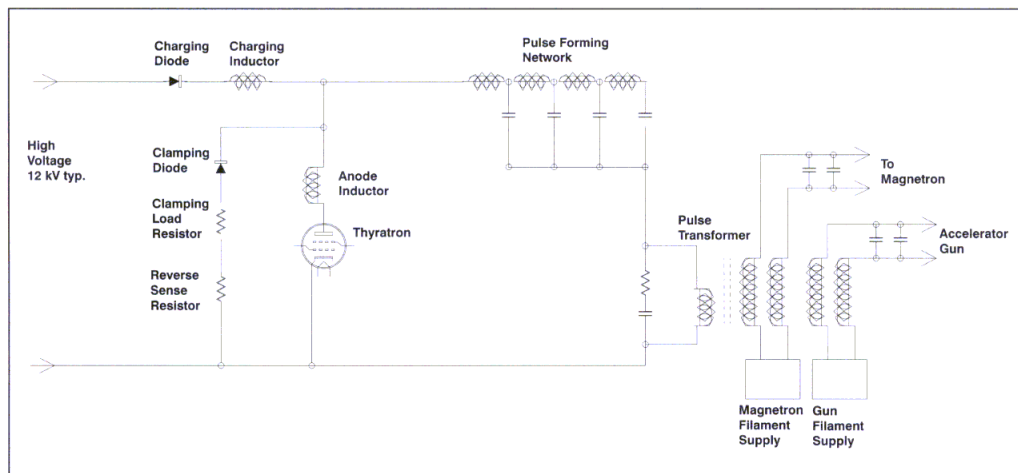 Charging
Diode
Charging
Inductor
Pulse Forming
Network
High
Voltage
12 kV typ.
Clamping
Diode
Clamping
Load
Resistor
Reverse
Sense
Resistor
Anode
Inductor
Thyratron
Pulse
Transformer
To
Magnetron
Accelerator
Gun
Magnetron
Filament
Supply
Gun
Filament
Supply